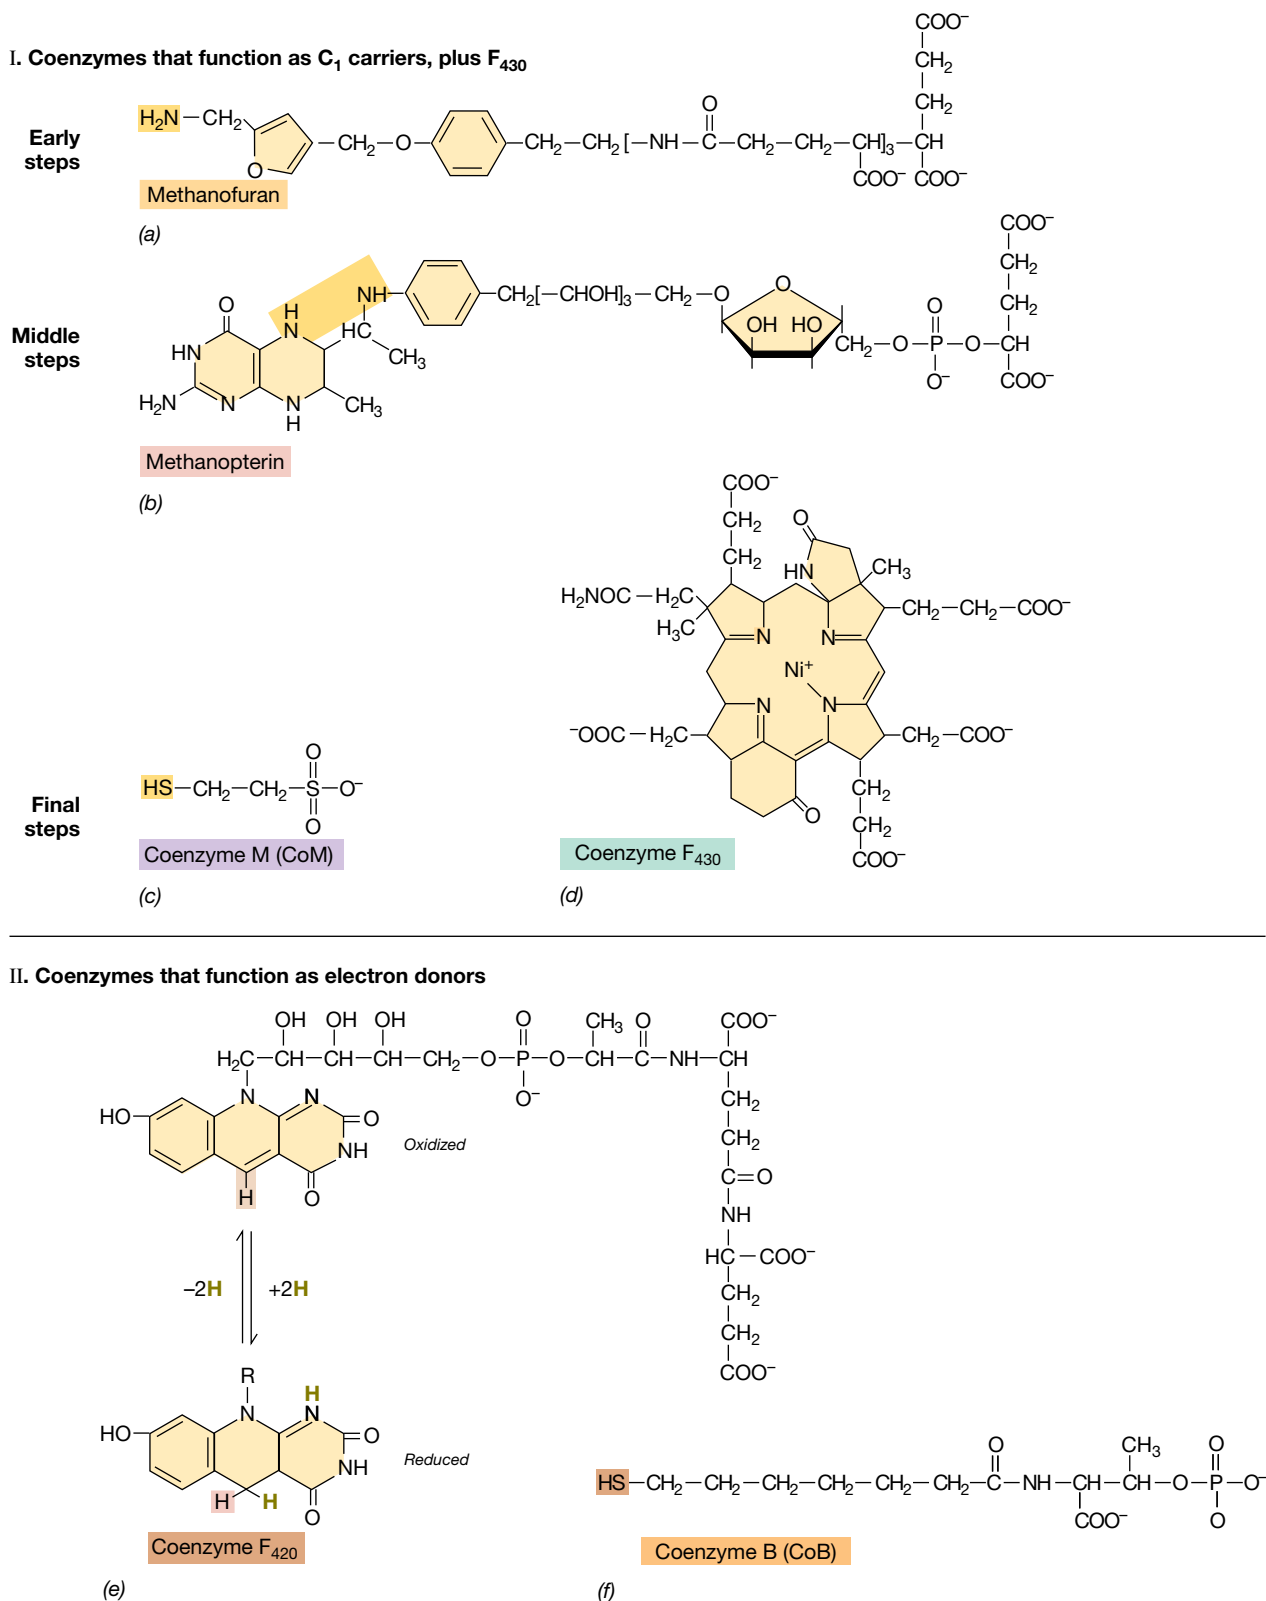 I. Coenzymes that function as C₁ carriers, plus F₄₃₀
Early steps
COO⁻
CH₂
CH₂
H₂N—CH₂
O
CH₂—O
CH₂—CH₂[—NH—C—CH₂—CH₂—CH]₃—CH
O
COO⁻ COO⁻
Methanofuran
(a)
Middle steps
COO⁻
CH₂
CH₂
O
H
N
NH
HC
CH₃
CH₂[—CHOH]₃—CH₂—O
O
OH HO
CH₂—O—P—O—CH
O
O⁻
COO⁻
HN
H₂N
N
N
H
CH₃
Methanopterin
(b)
COO⁻
CH₂
CH₂
O
HN
CH₃
H₂NOC—H₂C
H₃C
CH₂—CH₂—COO⁻
N
N
Ni⁺
N
N
⁻OOC—H₂C
CH₂—COO⁻
CH₂
CH₂
COO⁻
O
Final steps
O
HS—CH₂—CH₂—S—O⁻
O
Coenzyme M (CoM)
Coenzyme F₄₃₀
(c)
(d)
II. Coenzymes that function as electron donors
OH OH OH
O
CH₃ O
COO⁻
H₂C—CH—CH—CH—CH₂—O—P—O—CH—C—NH—CH
O⁻
CH₂
CH₂
C=O
NH
HC—COO⁻
CH₂
CH₂
COO⁻
HO
N
N
O
NH
H
O
Oxidized
–2H
+2H
R
H
HO
N
N
O
NH
H H
O
Reduced
Coenzyme F₄₂₀
(e)
O
CH₃
O
HS—CH₂—CH₂—CH₂—CH₂—CH₂—CH₂—C—NH—CH—CH—O—P—O⁻
COO⁻
O
Coenzyme B (CoB)
(f)